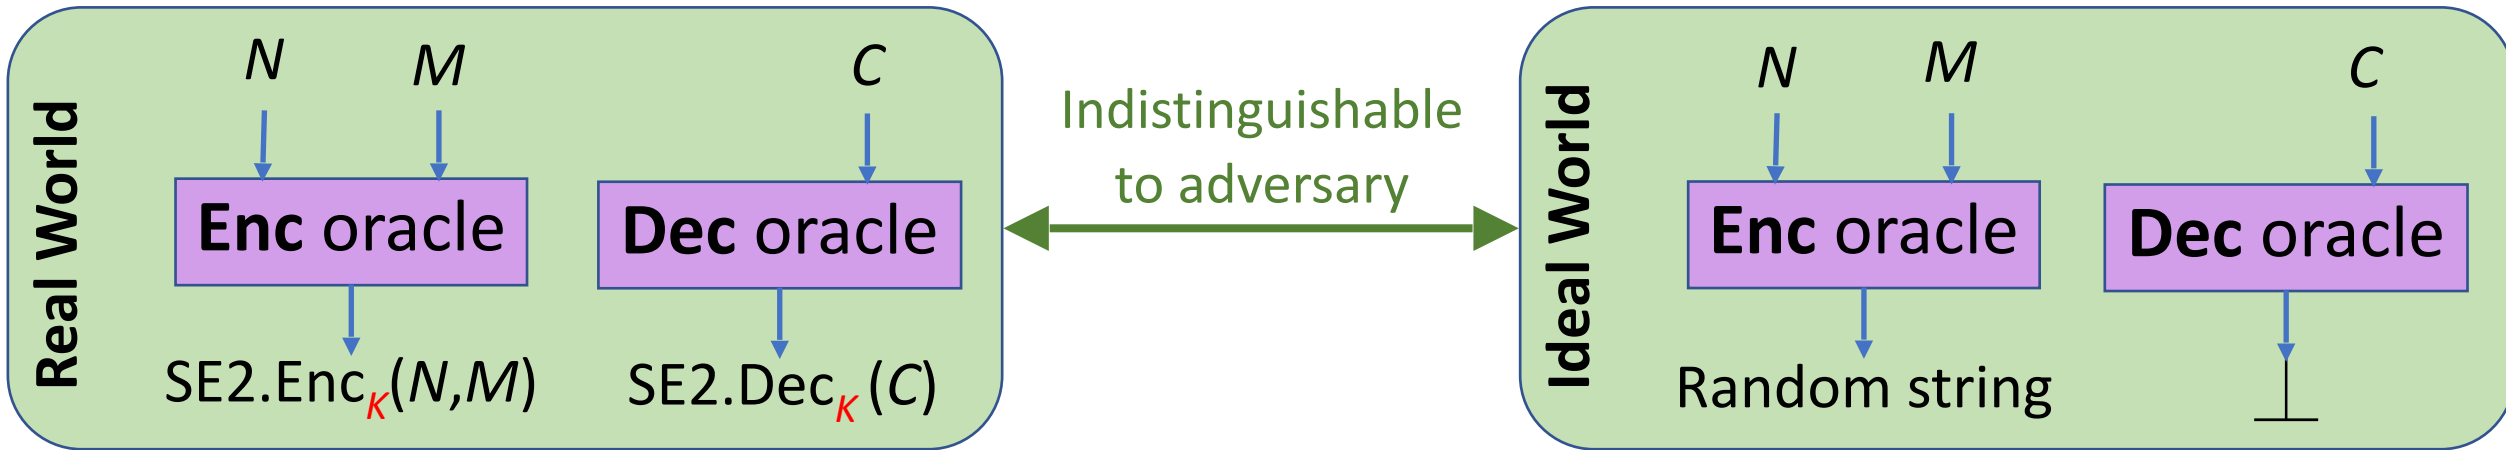 Real World
N M C
Enc oracle Dec oracle
SE2.Enck(N,M) SE2.Deck (C)
Indistinguishable
to adversary
Ideal World
N M C
Enc oracle Dec oracle
Random string ⊥